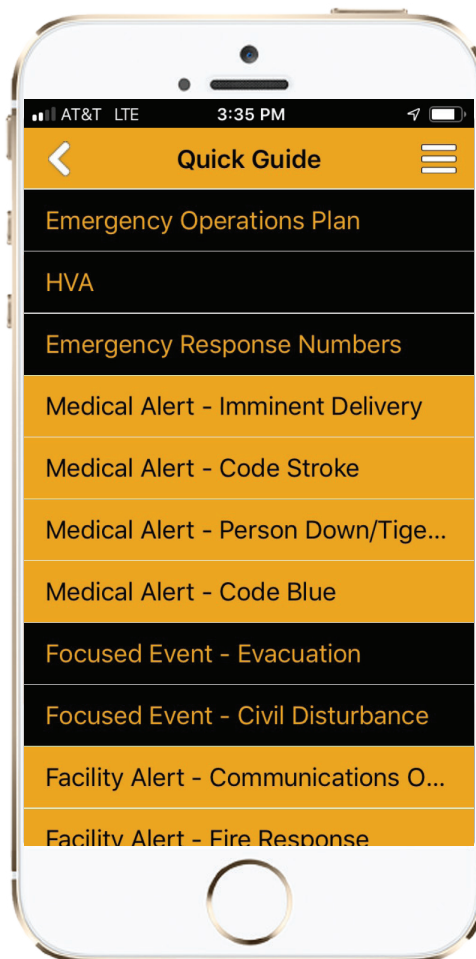 AT&T LTE 3:35 PM
Quick Guide
Emergency Operations Plan
HVA
Emergency Response Numbers
Medical Alert - Imminent Delivery
Medical Alert - Code Stroke
Medical Alert - Person Down/Tige...
Medical Alert - Code Blue
Focused Event - Evacuation
Focused Event - Civil Disturbance
Facility Alert - Communications O...
Facility Alert - Fire Response